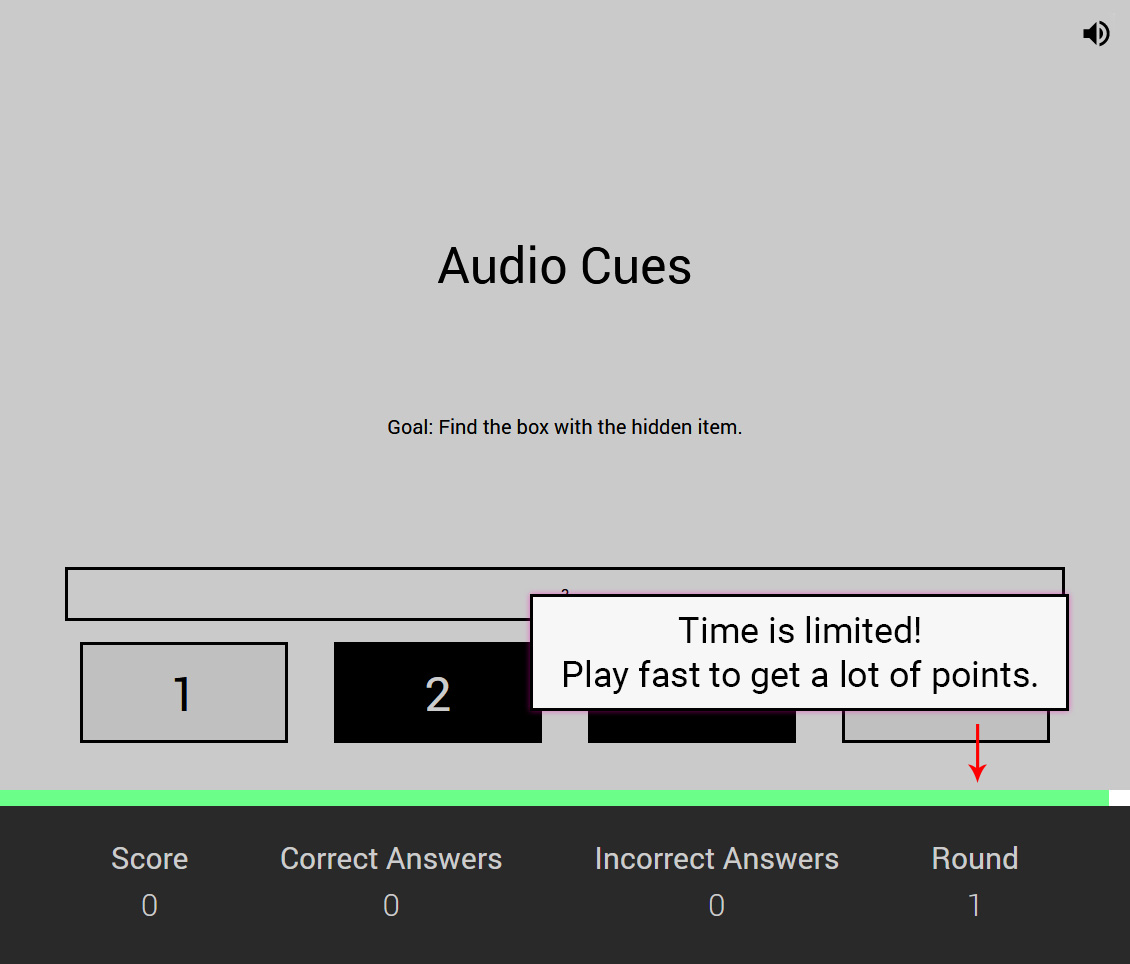 Audio Cues
Goal: Find the box with the hidden item.
Time is limited!
Play fast to get a lot of points.
1
2
Score
Correct Answers
Incorrect Answers
Round
0
0
0
1